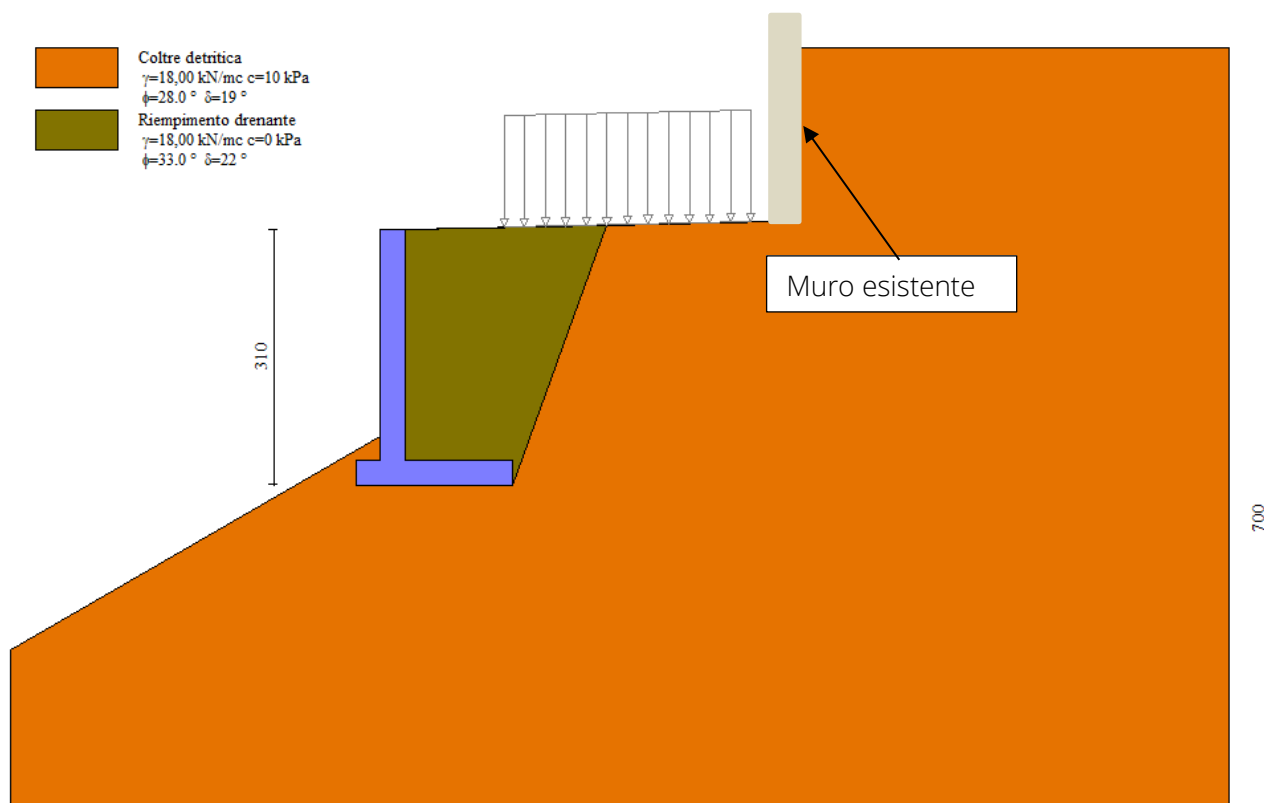 Coltre detritica
γ=18,00 kN/mc c=10 kPa
ϕ=28.0 ° δ=19 °
Riempimento drenante
γ=18,00 kN/mc c=0 kPa
ϕ=33.0 ° δ=22 °
Muro esistente
310
700